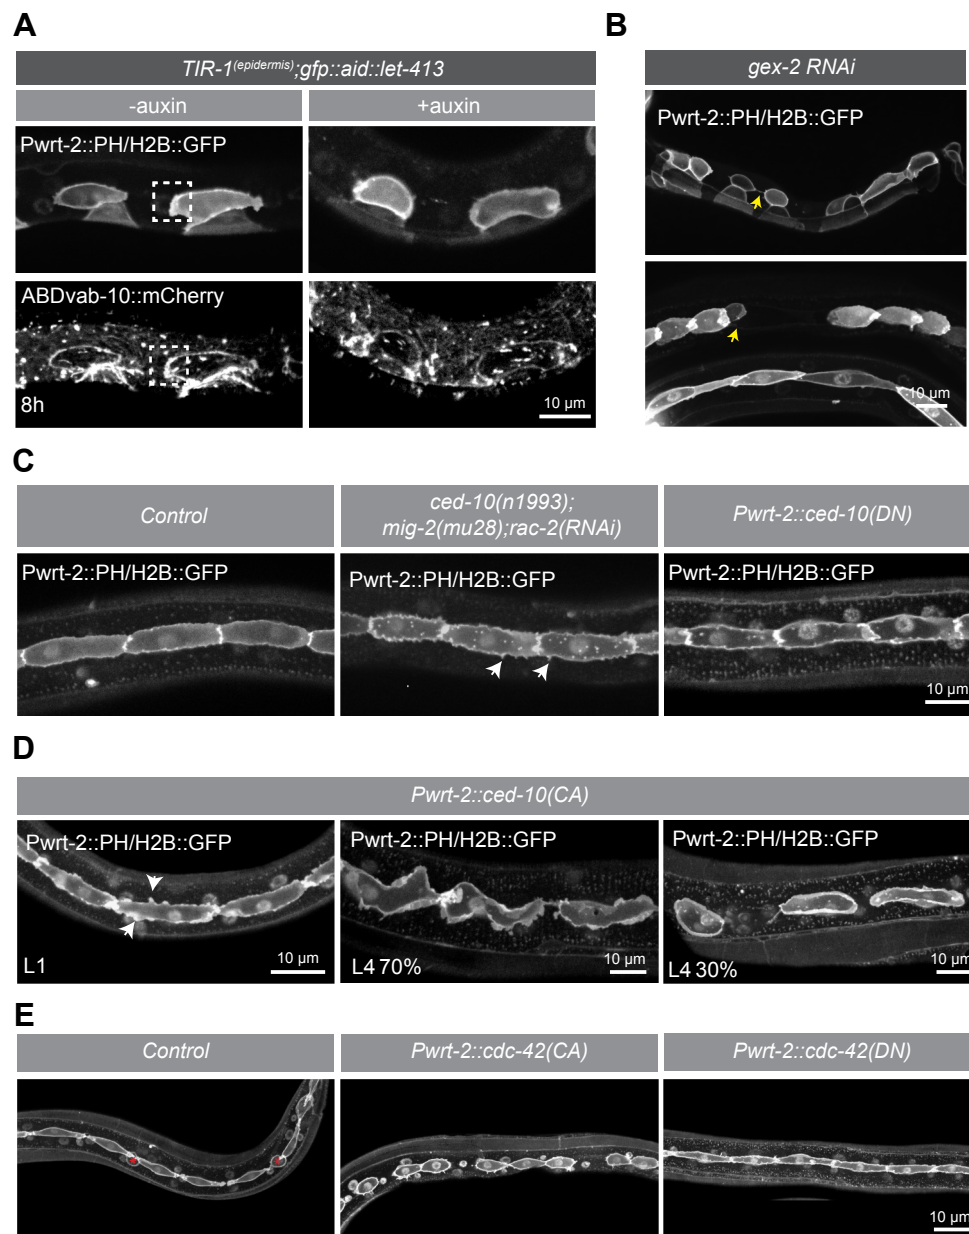 A
TIR-1(epidermis);gfp::aid::let-413
-auxin
+auxin
Pwrt-2::PH/H2B::GFP
ABDvab-10::mCherry
8h
10 µm
B
gex-2 RNAi
Pwrt-2::PH/H2B::GFP
10 µm
C
Control
ced-10(n1993);
mig-2(mu28);rac-2(RNAi)
Pwrt-2::ced-10(DN)
Pwrt-2::PH/H2B::GFP
Pwrt-2::PH/H2B::GFP
Pwrt-2::PH/H2B::GFP
10 µm
D
Pwrt-2::ced-10(CA)
Pwrt-2::PH/H2B::GFP
Pwrt-2::PH/H2B::GFP
Pwrt-2::PH/H2B::GFP
L1
10 µm
L4 70%
10 µm
L4 30%
10 µm
E
Control
Pwrt-2::cdc-42(CA)
Pwrt-2::cdc-42(DN)
10 µm